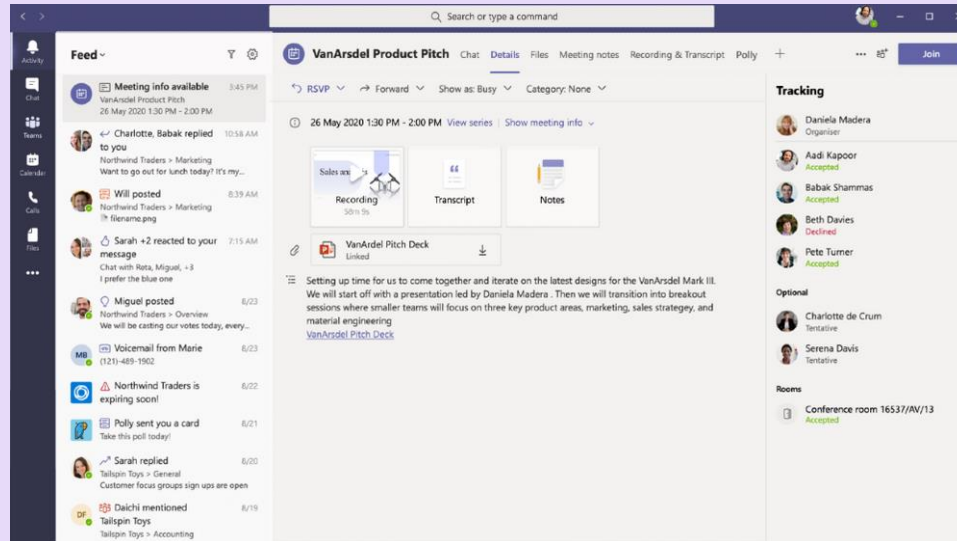 Search or type a command
Activity
Chat
Teams
Calendar
Calls
Files
Feed
Meeting info available 3:45 PM
VanArsdel Product Pitch
26 May 2020 1:30 PM - 2:00 PM
Charlotte, Babak replied 10:58 AM
to you
Northwind Traders > Marketing
Want to go out for lunch today? It's my...
Will posted 8:39 AM
Northwind Traders > Marketing
filename.png
Sarah +2 reacted to your 7:15 AM
message
Chat with Reta, Miguel, +3
I prefer the blue one
Miguel posted 8/23
Northwind Traders > Overview
We will be casting our votes today, every...
MB
Voicemail from Marie 8/23
(121)-489-1902
Northwind Traders is 8/22
expiring soon!
Polly sent you a card 8/21
Take this poll today!
Sarah replied 8/20
Tailspin Toys > General
Customer focus groups sign ups are open
DF
Daichi mentioned 8/19
Tailspin Toys
Tailspin Toys > Accounting
VanArsdel Product Pitch Chat Details Files Meeting notes Recording & Transcript Polly
Join
RSVP Forward Show as: Busy Category: None
26 May 2020 1:30 PM - 2:00 PM View series Show meeting info
Recording
58m 9s
Transcript
Notes
VanArdel Pitch Deck
Linked
Setting up time for us to come together and iterate on the latest designs for the VanArsdel Mark III.
We will start off with a presentation led by Daniela Madera . Then we will transition into breakout
sessions where smaller teams will focus on three key product areas, marketing, sales strategey, and
material engineering
VanArsdel Pitch Deck
Tracking
Daniela Madera
Organiser
Aadi Kapoor
Accepted
Babak Shammas
Accepted
Beth Davies
Declined
Pete Turner
Accepted
Optional
Charlotte de Crum
Tentative
Serena Davis
Tentative
Rooms
Conference room 16537/AV/13
Accepted